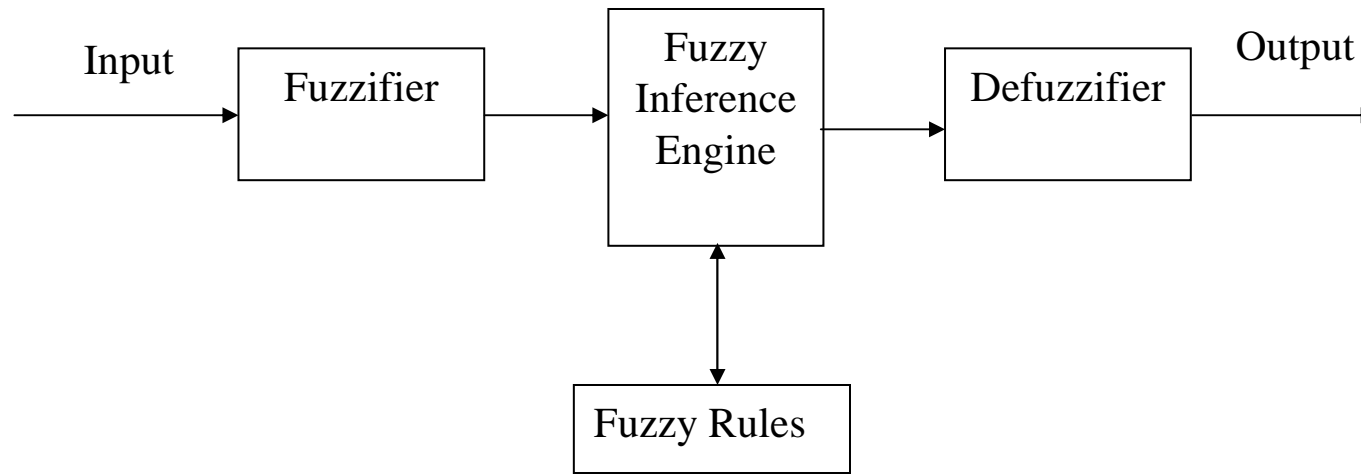 Input
Fuzzifier
Fuzzy
Inference
Engine
Defuzzifier
Output
Fuzzy Rules